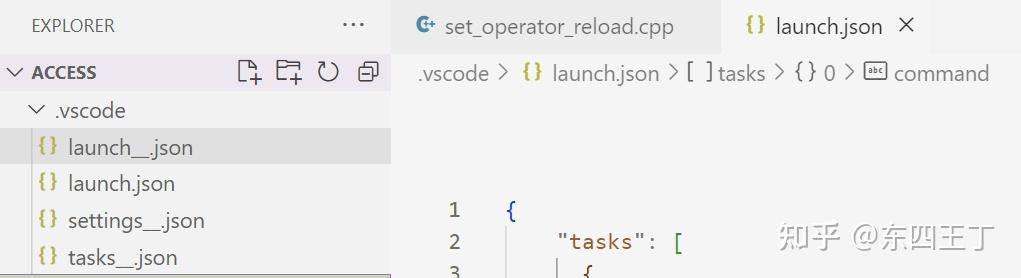 EXPLORER ...
set_operator_reload.cpp
launch.json
ACCESS
.vscode > launch.json > [ ] tasks > {} 0 > abc command
.vscode
launch__.json
launch.json
settings__.json
tasks__.json
1 {
2 "tasks": [
3 {
知乎 @东四王丁